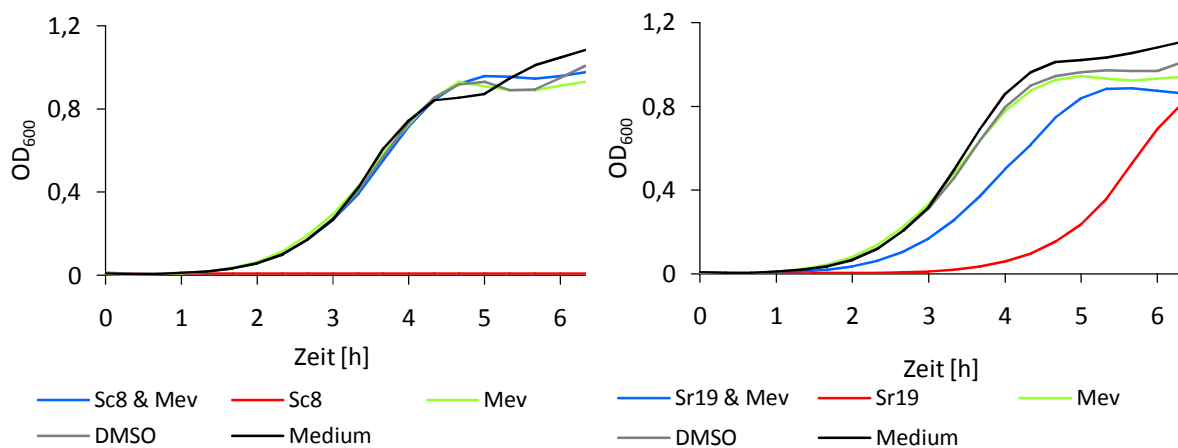 1,2
0,8
0,4
0
OD600
0 1 2 3 4 5 6
Zeit [h]
Sc8 & Mev Sc8 Mev
DMSO Medium
1,2
0,8
0,4
0
OD600
0 1 2 3 4 5 6
Zeit [h]
Sr19 & Mev Sr19 Mev
DMSO Medium